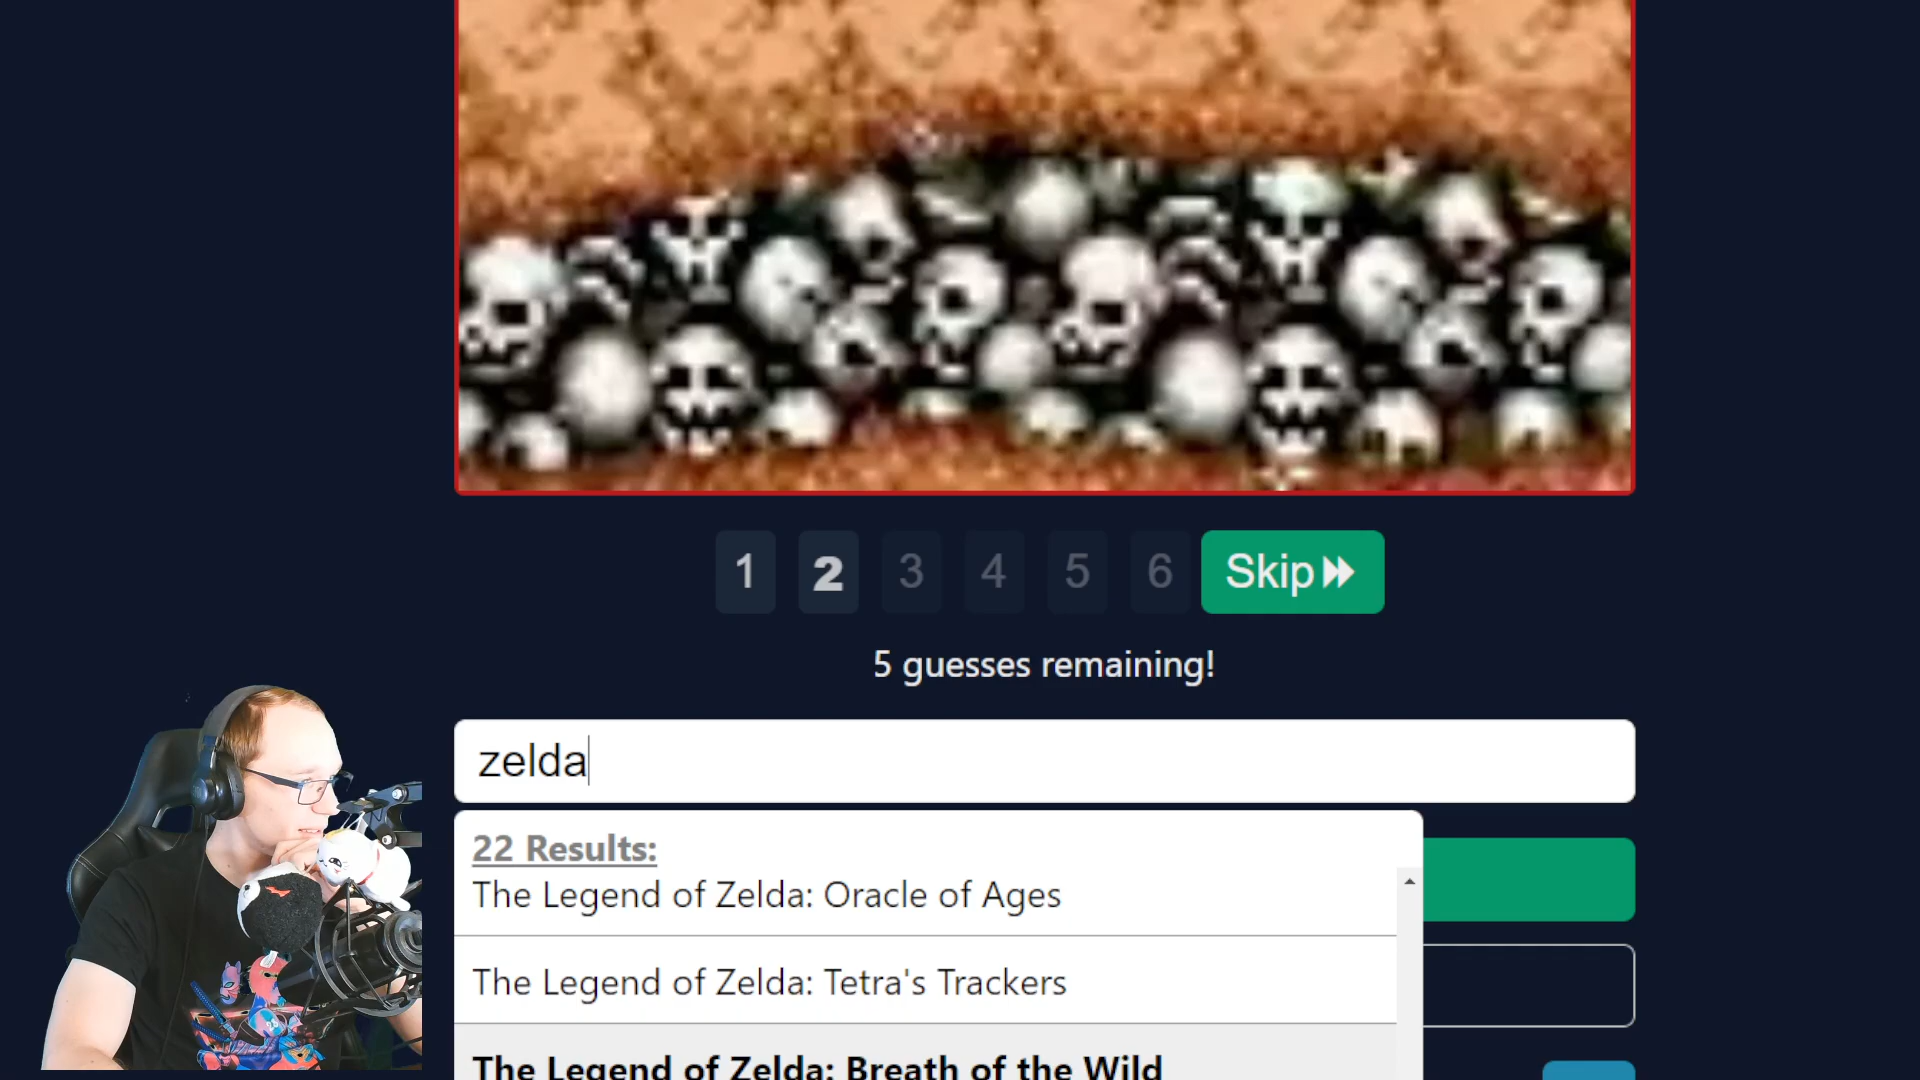 1 2 3 4 5 6 Skip
5 guesses remaining!
zelda
22 Results:
The Legend of Zelda: Oracle of Ages
The Legend of Zelda: Tetra's Trackers
The Legend of Zelda: Breath of the Wild